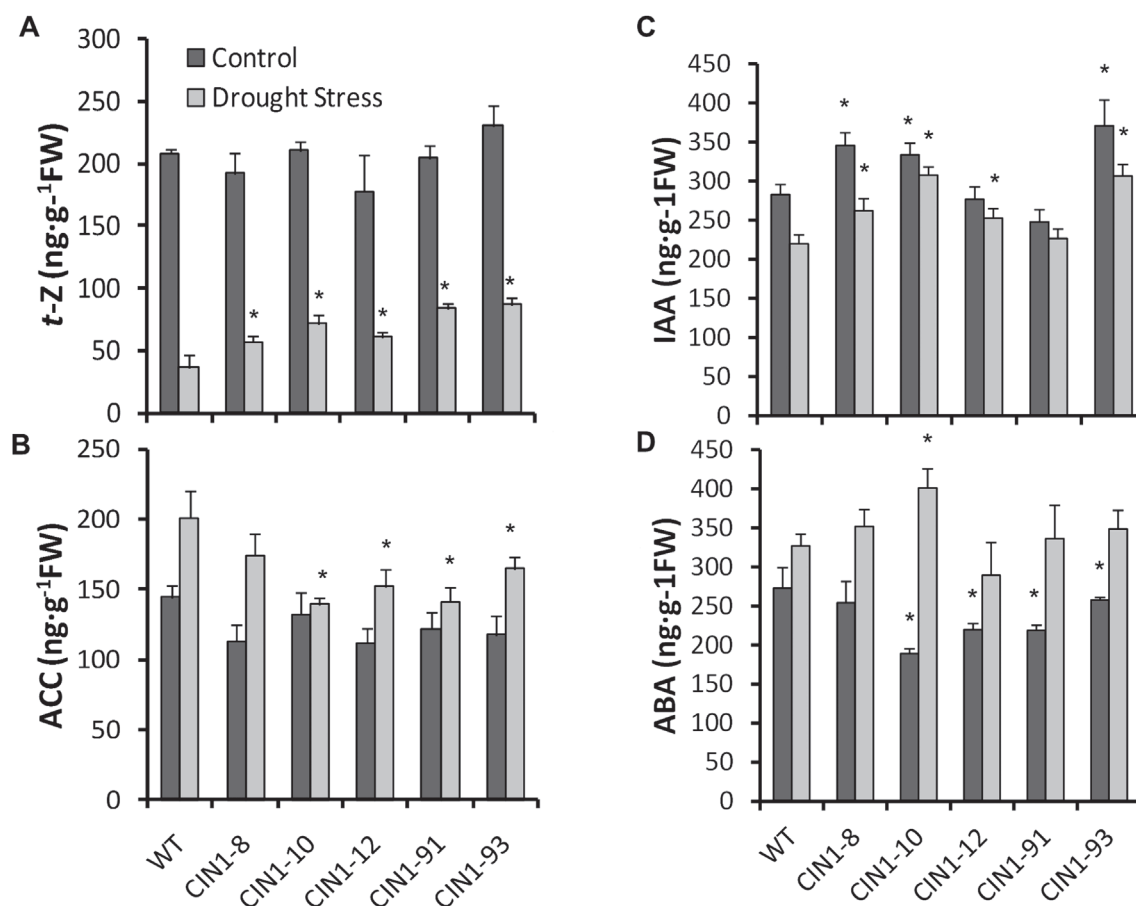 A
t-Z (ng·g-¹FW)
300
250
200
150
100
50
0
Control
Drought Stress
*
*
*
*
*
B
ACC (ng·g-¹FW)
250
200
150
100
50
0
*
*
*
*
WT
CIN1-8
CIN1-10
CIN1-12
CIN1-91
CIN1-93
C
IAA (ng·g-1FW)
450
400
350
300
250
200
150
100
50
0
*
*
*
*
*
*
*
D
ABA (ng·g-1FW)
450
400
350
300
250
200
150
100
50
0
*
*
*
*
*
WT
CIN1-8
CIN1-10
CIN1-12
CIN1-91
CIN1-93